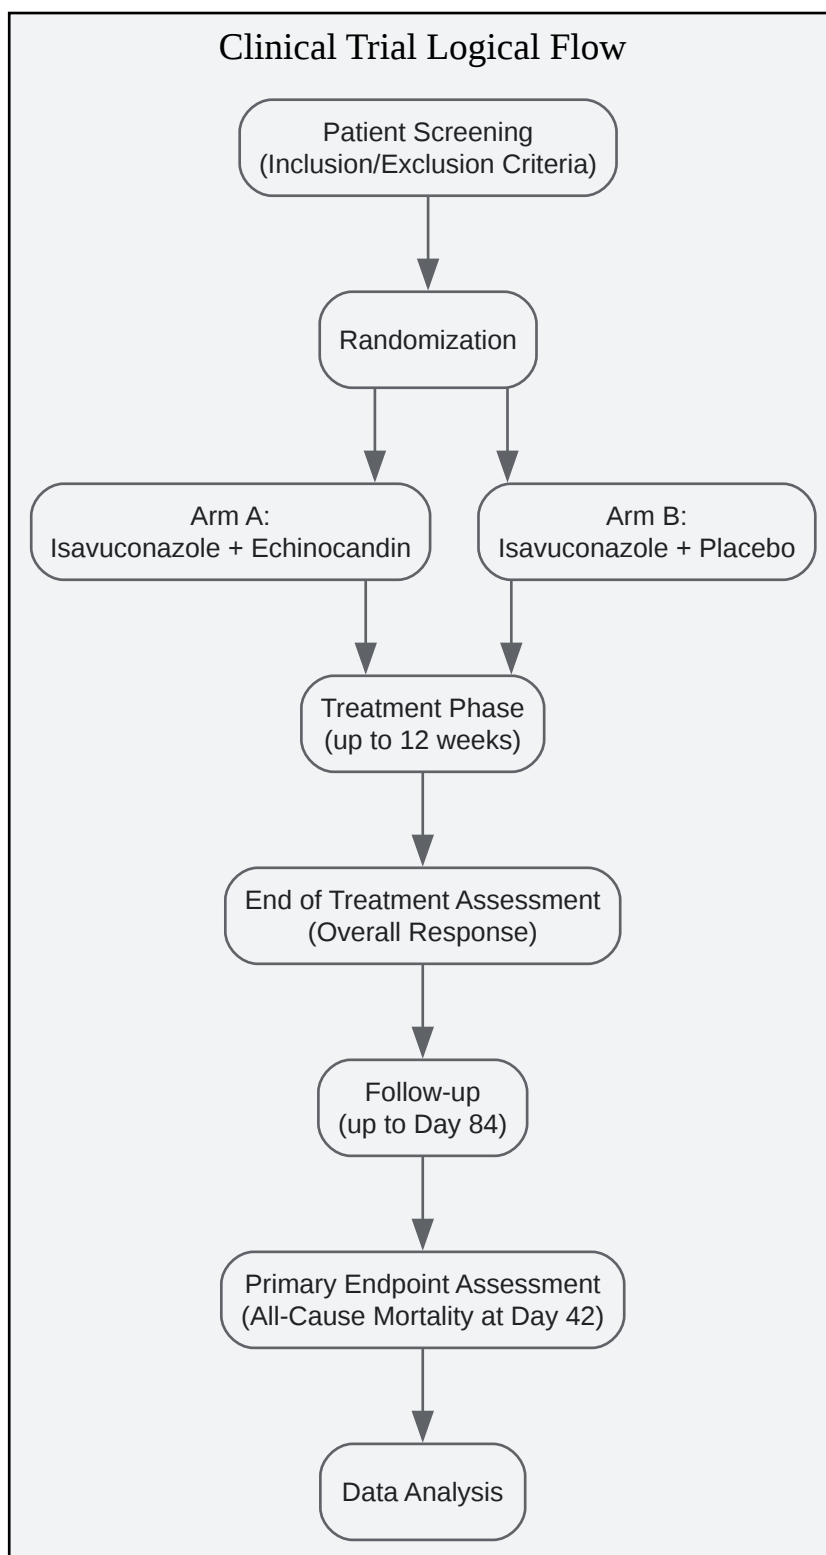 Clinical Trial Logical Flow
Patient Screening
(Inclusion/Exclusion Criteria)
Randomization
Arm A:
Isavuconazole + Echinocandin
Arm B:
Isavuconazole + Placebo
Treatment Phase
(up to 12 weeks)
End of Treatment Assessment
(Overall Response)
Follow-up
(up to Day 84)
Primary Endpoint Assessment
(All-Cause Mortality at Day 42)
Data Analysis